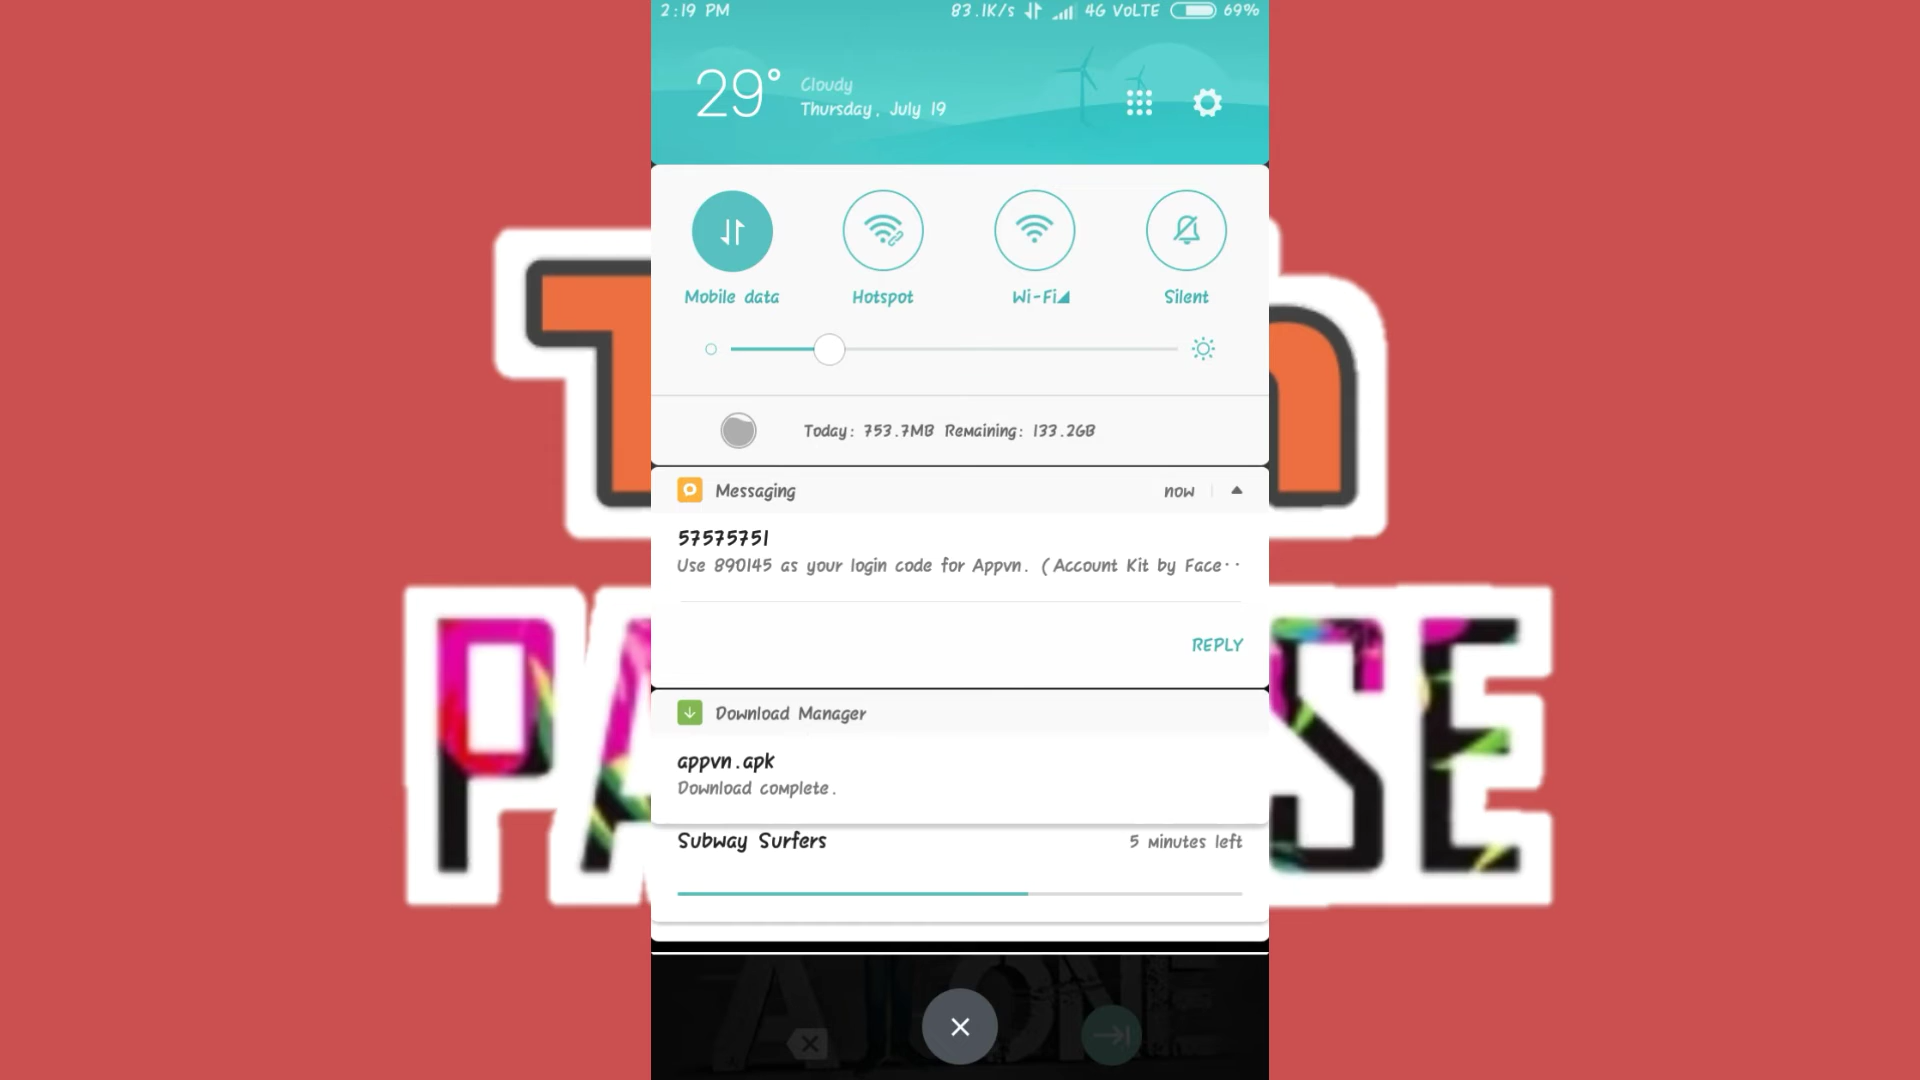 2:19 PM 83.1K/s 4G VoLTE 69%
29° Cloudy
Thursday, July 19
Mobile data Hotspot Wi-Fi Silent
Today: 753.7MB Remaining: 133.2GB
Messaging now
57575751
Use 890145 as your login code for Appvn. (Account Kit by Face··
REPLY
Download Manager
appvn.apk
Download complete.
Subway Surfers 5 minutes left